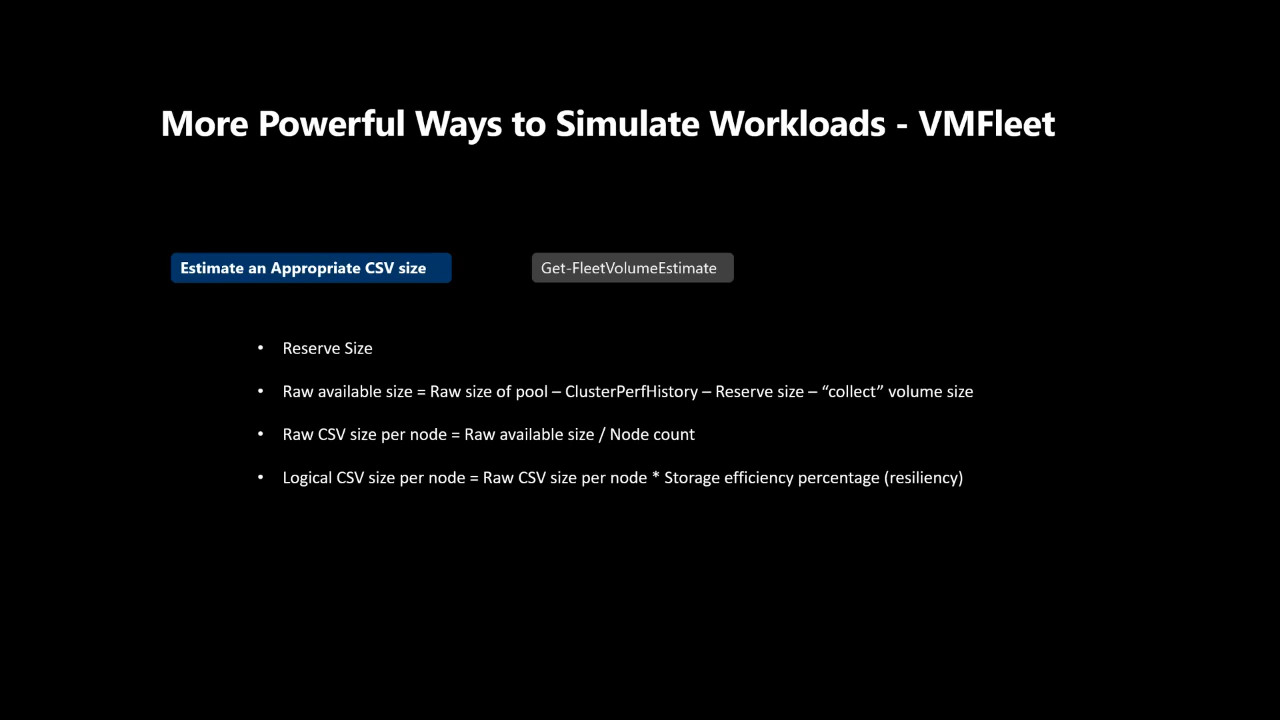 More Powerful Ways to Simulate Workloads - VMFleet
Estimate an Appropriate CSV size
Get-FleetVolumeEstimate
• Reserve Size
• Raw available size = Raw size of pool – ClusterPerfHistory – Reserve size – “collect” volume size
• Raw CSV size per node = Raw available size / Node count
• Logical CSV size per node = Raw CSV size per node * Storage efficiency percentage (resiliency)